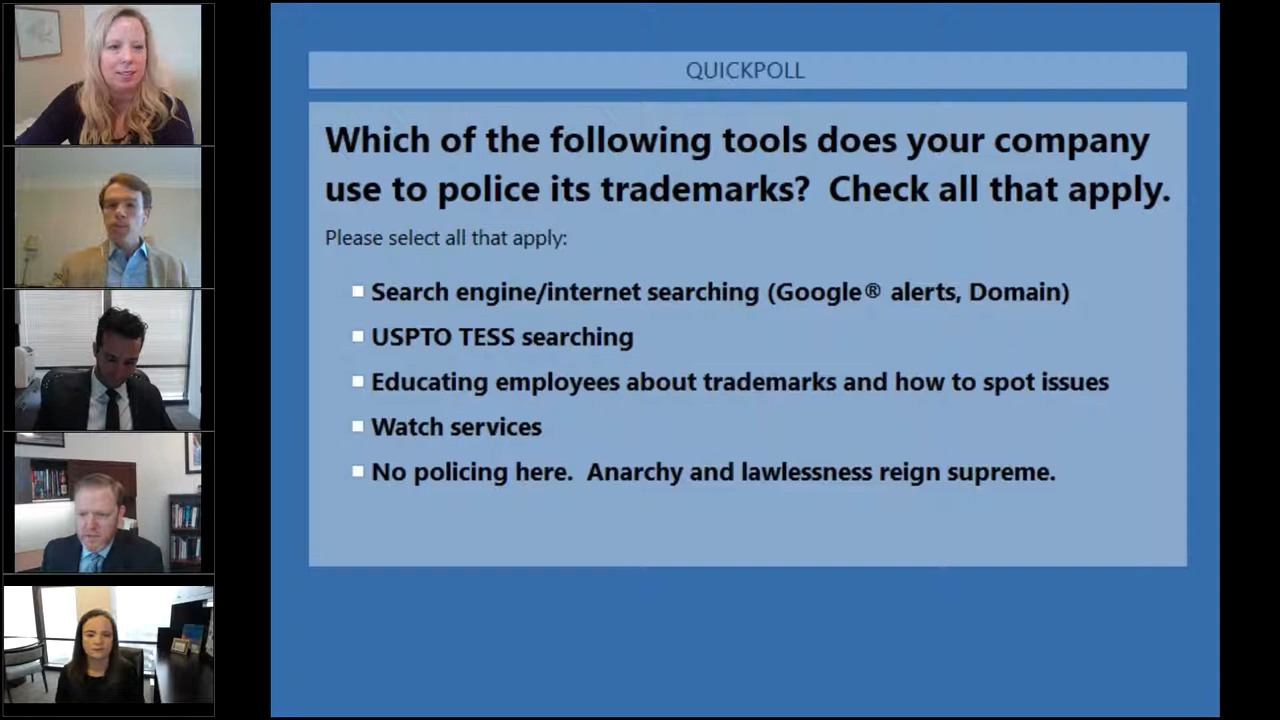 QUICKPOLL
Which of the following tools does your company
use to police its trademarks?  Check all that apply.
Please select all that apply:
Search engine/internet searching (Google® alerts, Domain)
USPTO TESS searching
Educating employees about trademarks and how to spot issues
Watch services
No policing here.  Anarchy and lawlessness reign supreme.